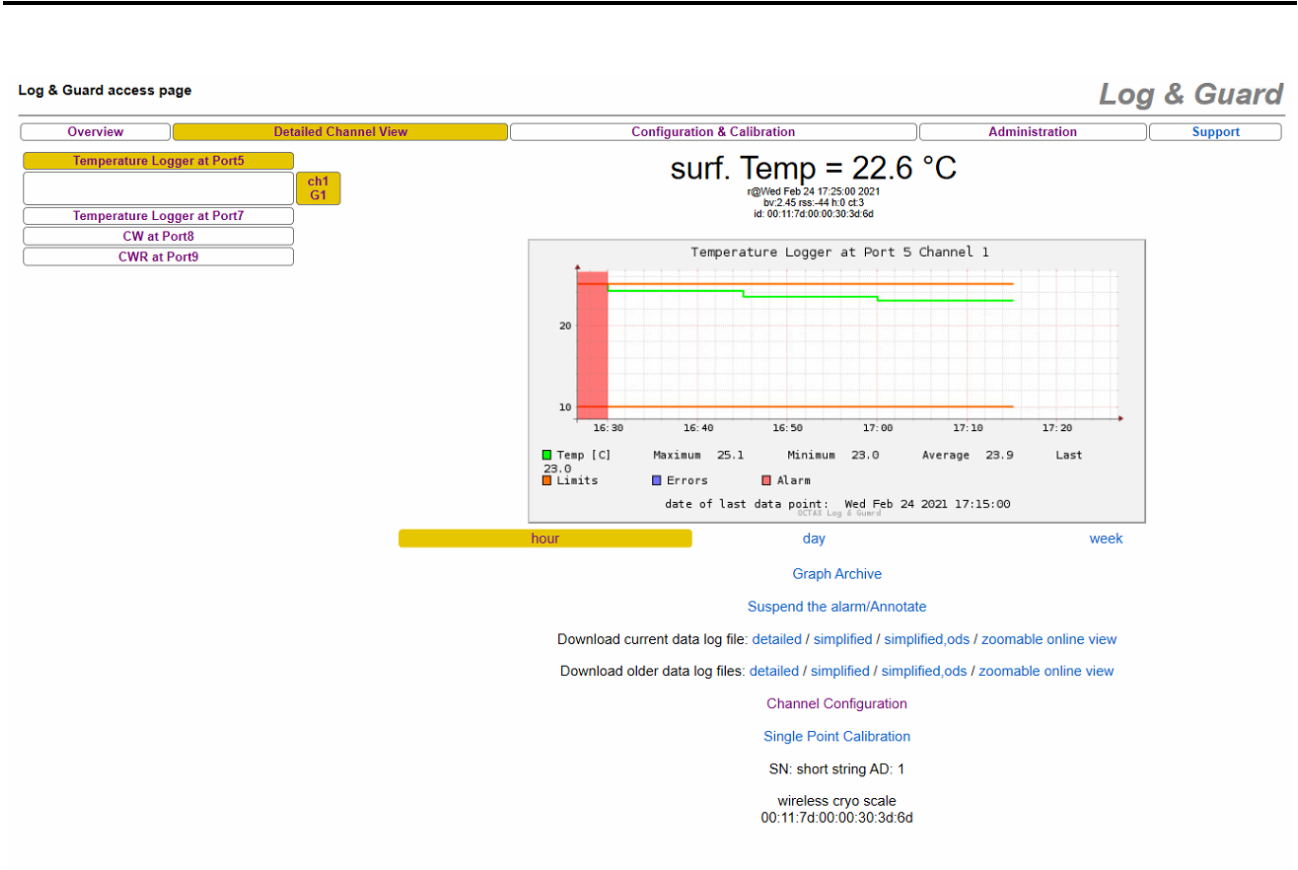 Log & Guard access page
Log & Guard
Overview
Detailed Channel View
Configuration & Calibration
Administration
Support
Temperature Logger at Port5
ch1
G1
Temperature Logger at Port7
CW at Port8
CWR at Port9
surf. Temp = 22.6 °C
r@Wed Feb 24 17:25:00 2021
bv:2.45 rss:-44 h:0 ct:3
id: 00:11:7d:00:00:30:3d:6d
Temperature Logger at Port 5 Channel 1
20
10
16:30 16:40 16:50 17:00 17:10 17:20
Temp [C] Maximum 25.1 Minimum 23.0 Average 23.9 Last
23.0
Limits Errors Alarm
date of last data point: Wed Feb 24 2021 17:15:00
OCTAX Log & Guard
hour day week
Graph Archive
Suspend the alarm/Annotate
Download current data log file: detailed / simplified / simplified,ods / zoomable online view
Download older data log files: detailed / simplified / simplified,ods / zoomable online view
Channel Configuration
Single Point Calibration
SN: short string AD: 1
wireless cryo scale
00:11:7d:00:00:30:3d:6d